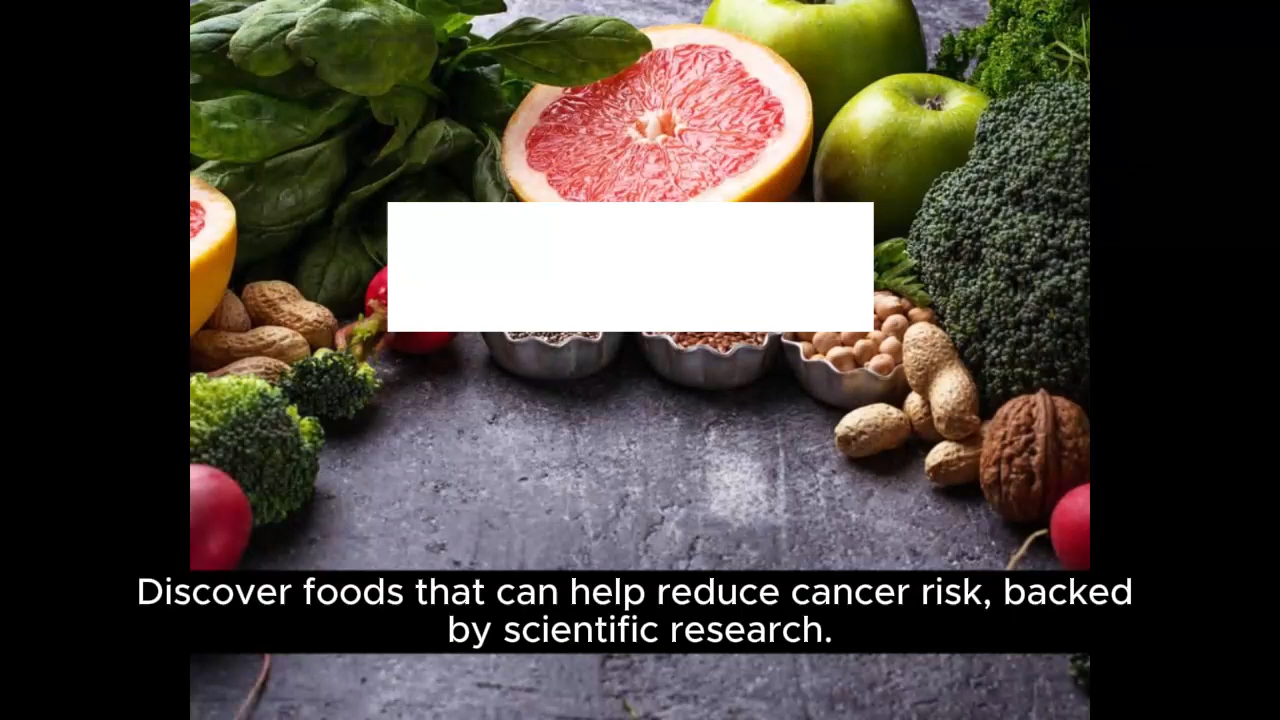 Discover foods that can help reduce cancer risk, backed
by scientific research.